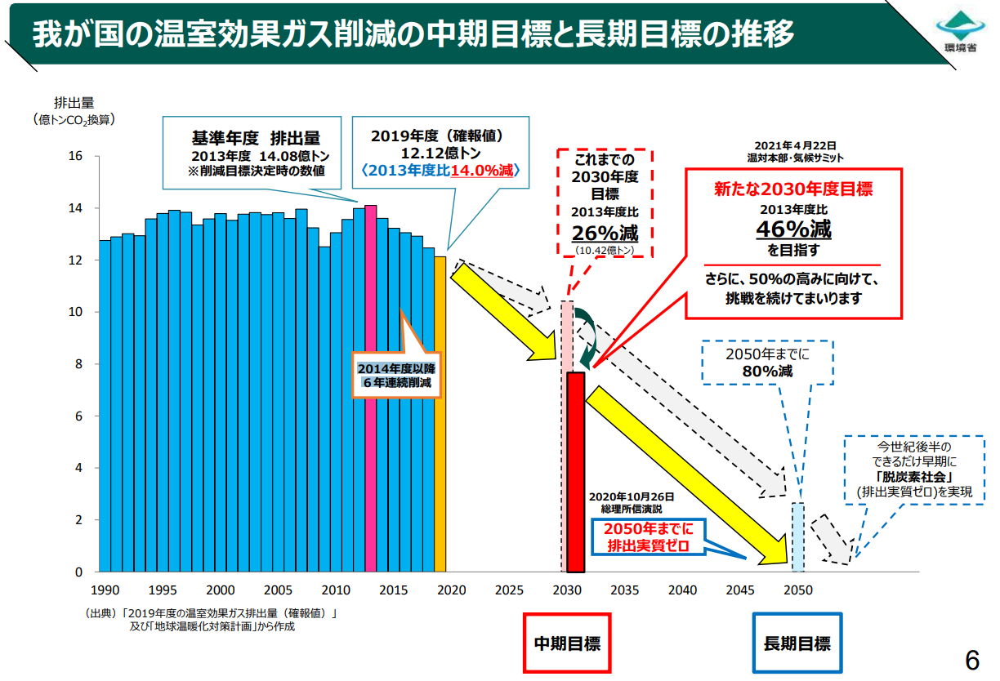 我が国の温室効果ガス削減の中期目標と長期目標の推移
環境省
排出量
(億トンCO2換算)
基準年度 排出量
2013年度 14.08億トン
※削減目標決定時の数値
2019年度（確報値）
12.12億トン
〈2013年度比14.0%減〉
これまでの
2030年度
目標
2013年度比
26%減
(10.42億トン)
2021年4月22日
温対本部・気候サミット
新たな2030年度目標
2013年度比
46%減
を目指す
さらに、50%の高みに向けて、
挑戦を続けてまいります
2014年度以降
６年連続削減
2050年までに
80%減
今世紀後半の
できるだけ早期に
「脱炭素社会」
(排出実質ゼロ)を実現
2020年10月26日
総理所信演説
2050年までに
排出実質ゼロ
16
14
12
10
8
6
4
2
0
1990 1995 2000 2005 2010 2015 2020 2025 2030 2035 2040 2045 2050
（出典）「2019年度の温室効果ガス排出量（確報値）」
及び「地球温暖化対策計画」から作成
中期目標
長期目標
6